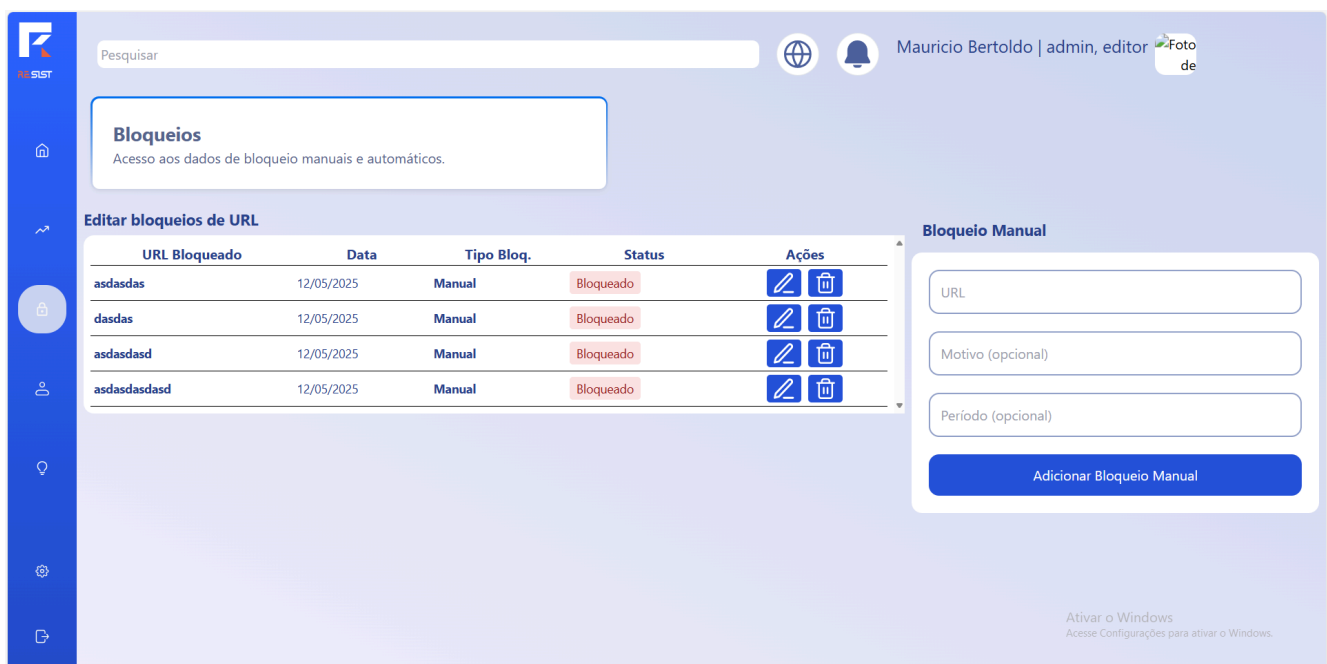 RE.SIST
Pesquisar
Mauricio Bertoldo | admin, editor
Foto
de
Bloqueios
Acesso aos dados de bloqueio manuais e automáticos.
Editar bloqueios de URL
URL Bloqueado Data Tipo Bloq. Status Ações
asdasdas 12/05/2025 Manual Bloqueado
dasdas 12/05/2025 Manual Bloqueado
asdasdasd 12/05/2025 Manual Bloqueado
asdasdasdasd 12/05/2025 Manual Bloqueado
Bloqueio Manual
URL
Motivo (opcional)
Período (opcional)
Adicionar Bloqueio Manual
Ativar o Windows
Acesse Configurações para ativar o Windows.